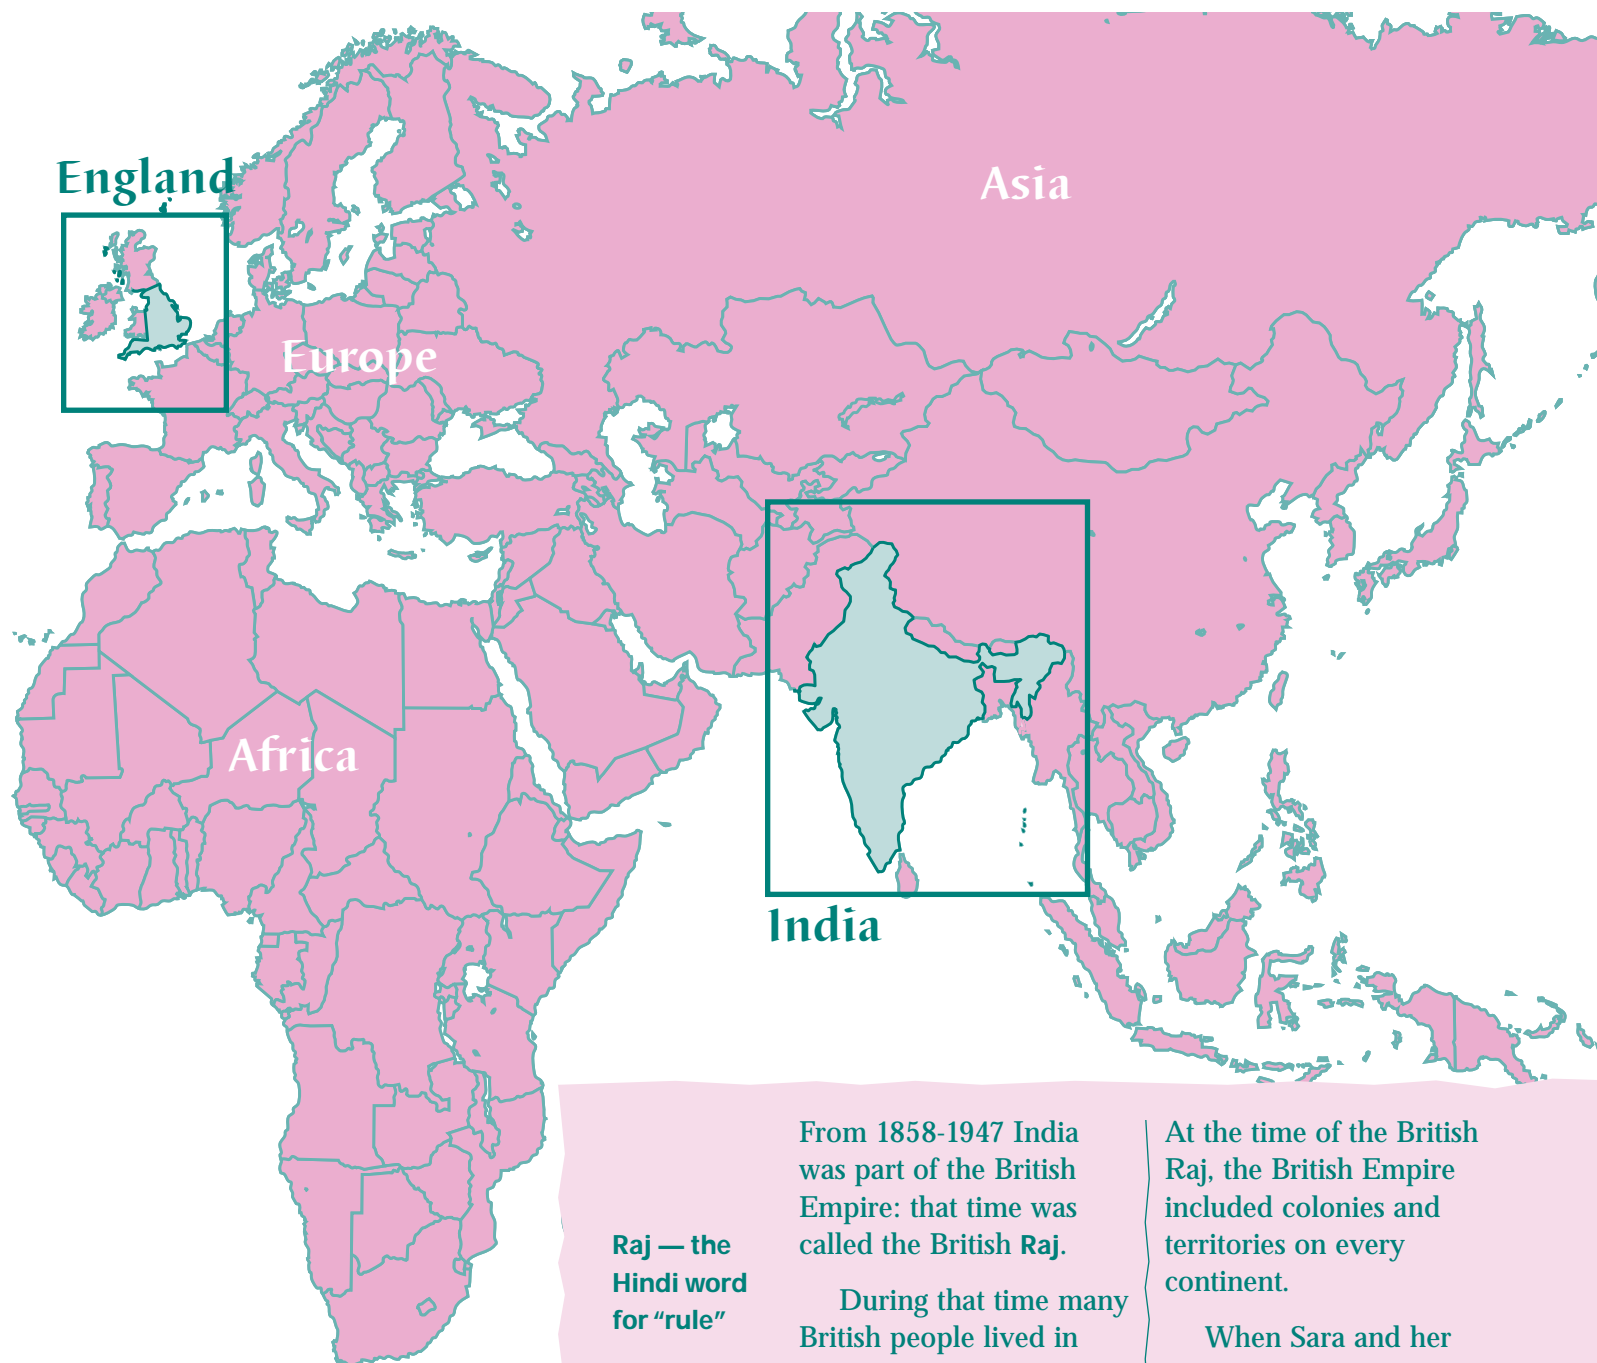 England
Asia
Europe
Africa
India
Raj — the
Hindi word
for “rule”
From 1858-1947 India
was part of the British
Empire: that time was
called the British Raj.
During that time many
British people lived in
At the time of the British
Raj, the British Empire
included colonies and
territories on every
continent.
When Sara and her